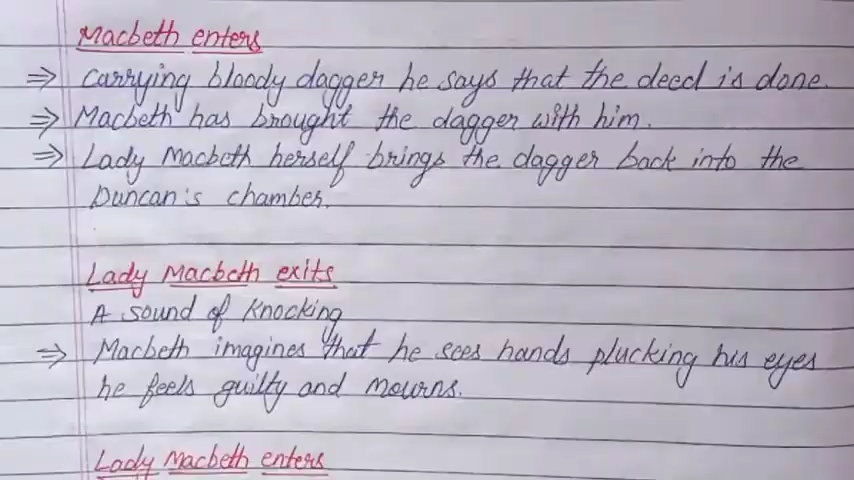 Macbeth enters
⇒ Carrying bloody dagger he says that the deed is done.
⇒ Macbeth has brought the dagger with him.
⇒ Lady Macbeth herself brings the dagger back into the
Duncan's chamber.
Lady Macbeth exits
A sound of Knocking
⇒ Macbeth imagines that he sees hands plucking his eyes
he feels guilty and mourns.
Lady Macbeth enters